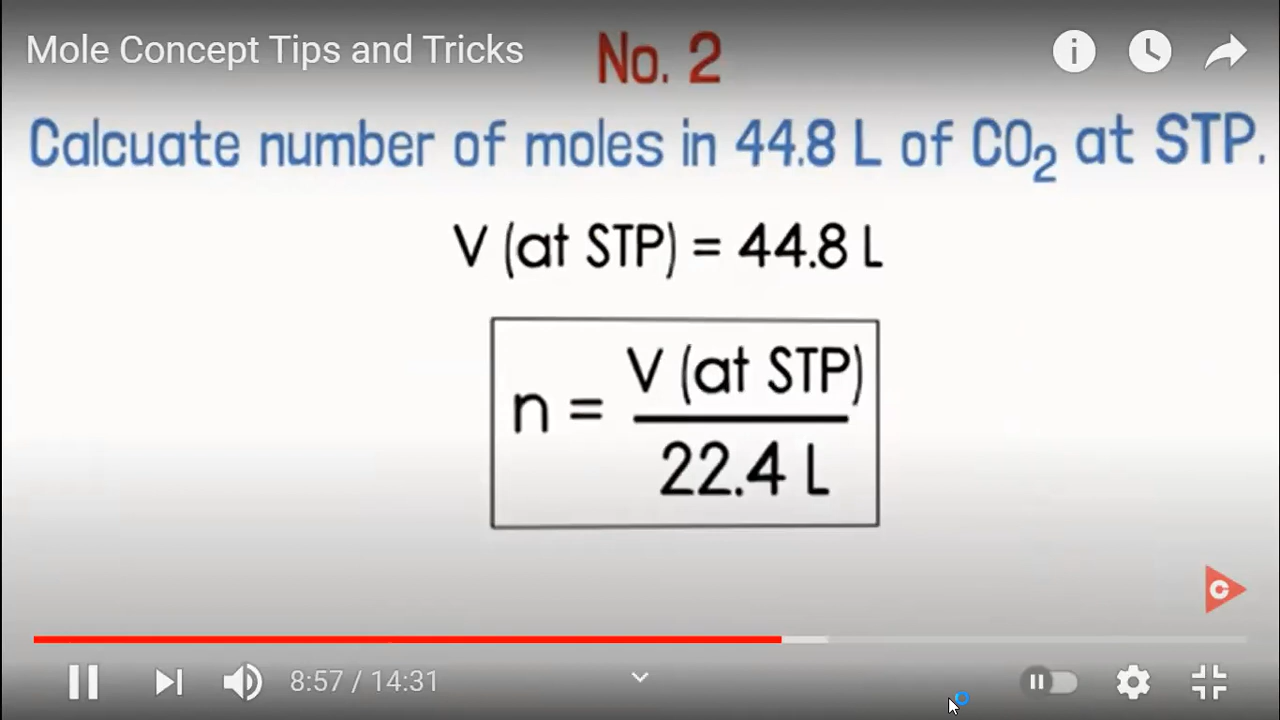 Mole Concept Tips and Tricks
No. 2
Calcuate number of moles in 44.8 L of CO₂ at STP.
V (at STP) = 44.8 L
n = V (at STP)
22.4 L
8:57 / 14:31